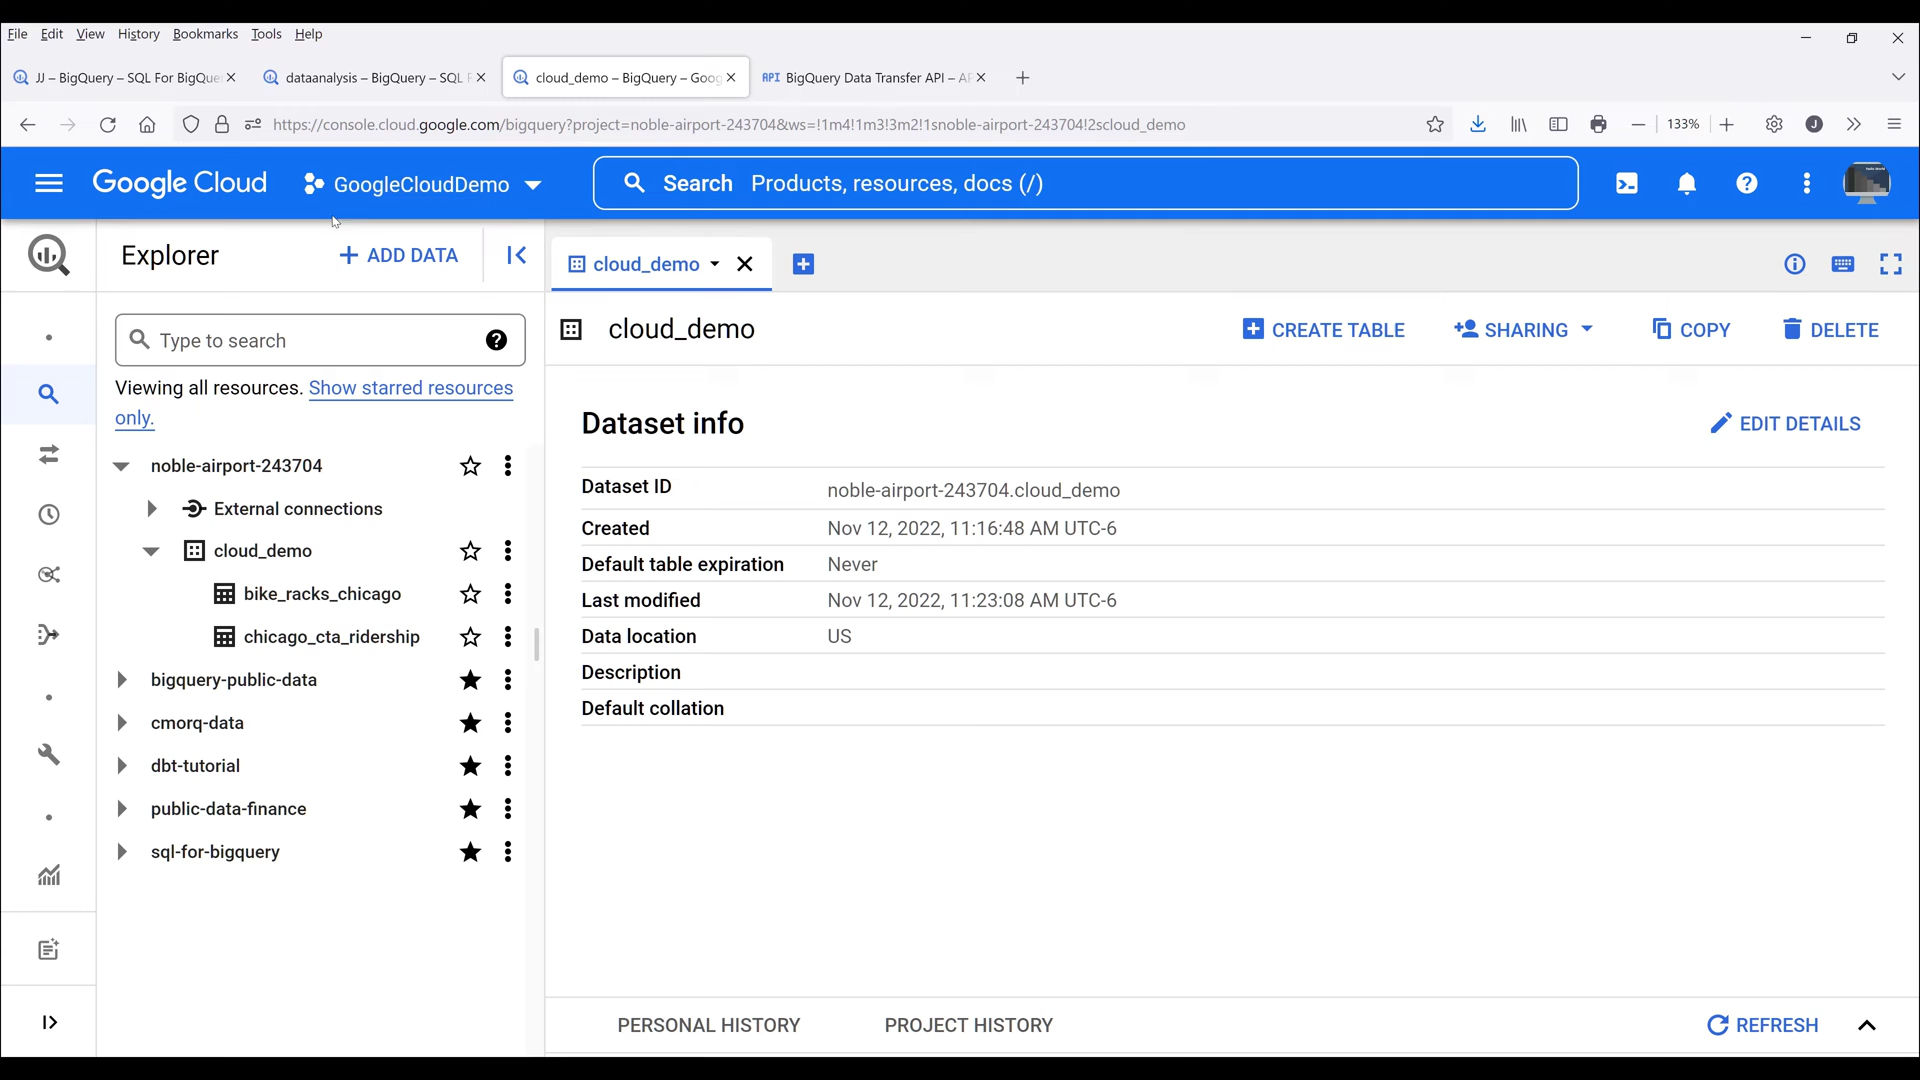 File Edit View History Bookmarks Tools Help
JJ – BigQuery – SQL For BigQue
dataanalysis – BigQuery – SQL F
cloud_demo – BigQuery – Goog
API BigQuery Data Transfer API – AP
https://console.cloud.google.com/bigquery?project=noble-airport-243704&ws=!1m4!1m3!3m2!1snoble-airport-243704!2scloud_demo
133%
J
Google Cloud
GoogleCloudDemo
Search Products, resources, docs (/)
Explorer
+ ADD DATA
cloud_demo
Type to search
Viewing all resources. Show starred resources
only.
noble-airport-243704
External connections
cloud_demo
bike_racks_chicago
chicago_cta_ridership
bigquery-public-data
cmorq-data
dbt-tutorial
public-data-finance
sql-for-bigquery
cloud_demo
CREATE TABLE
SHARING
COPY
DELETE
Dataset info
EDIT DETAILS
Dataset ID noble-airport-243704.cloud_demo
Created Nov 12, 2022, 11:16:48 AM UTC-6
Default table expiration Never
Last modified Nov 12, 2022, 11:23:08 AM UTC-6
Data location US
Description
Default collation
PERSONAL HISTORY
PROJECT HISTORY
REFRESH